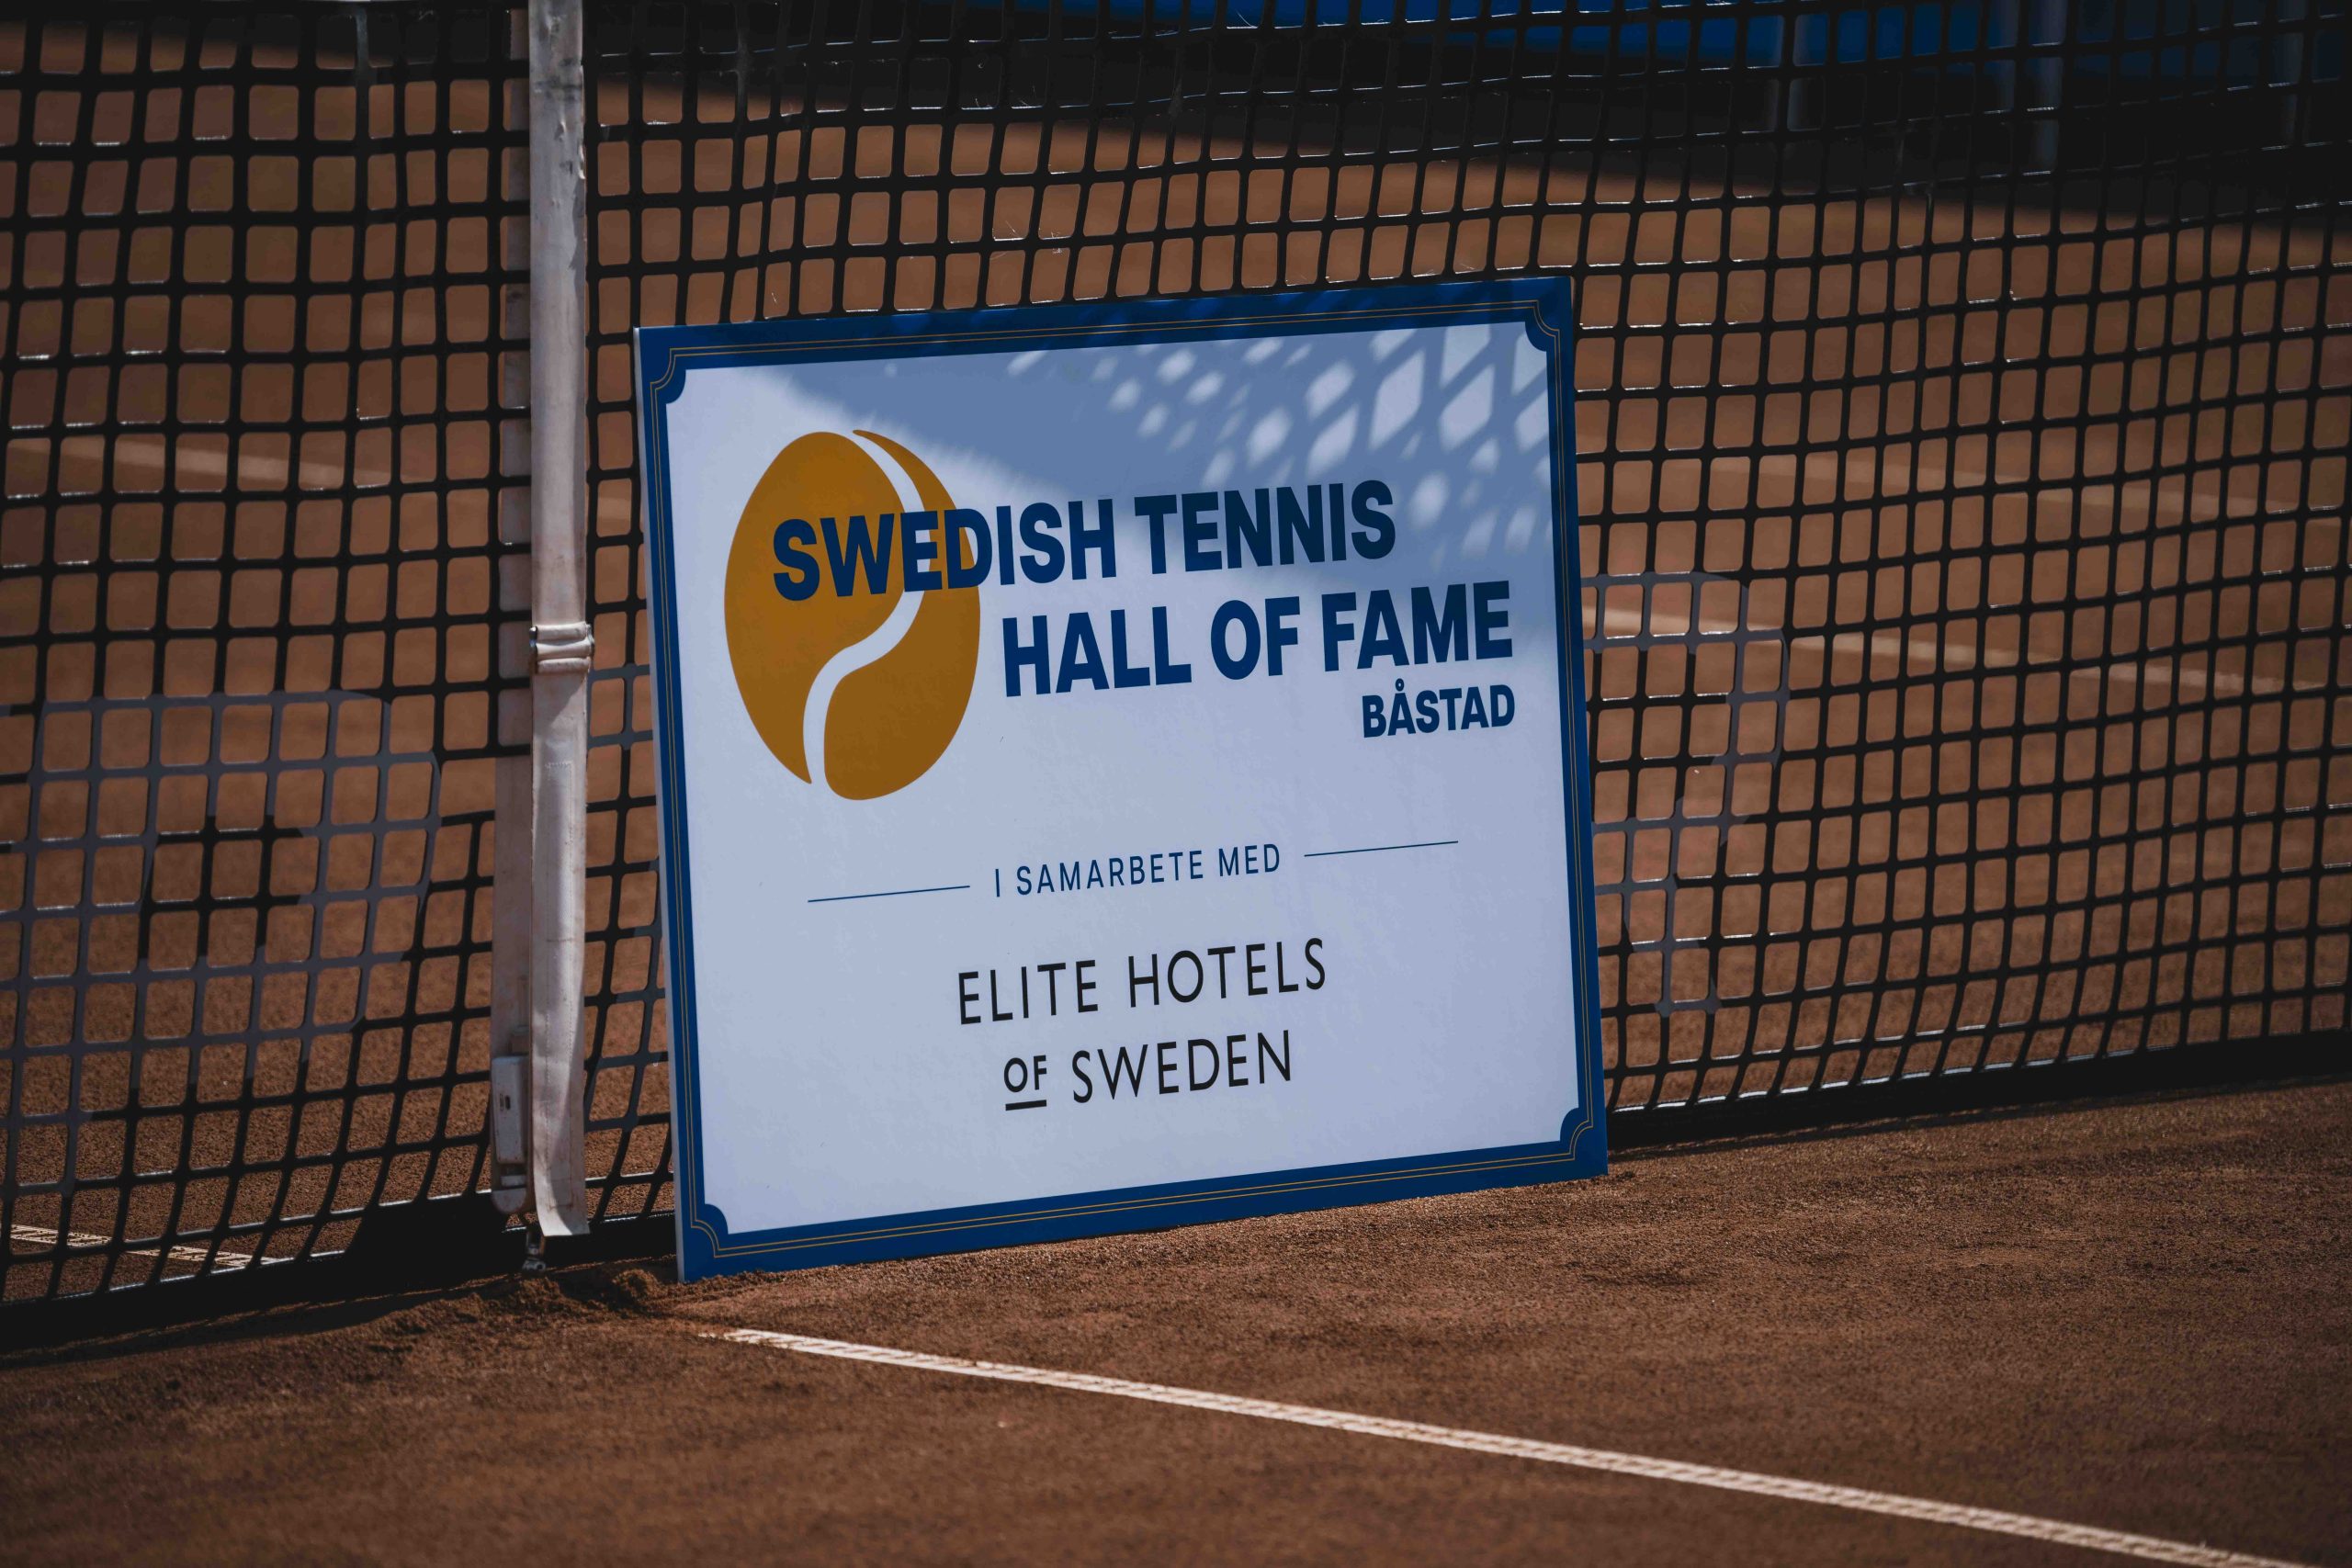 SWEDISH TENNIS
HALL OF FAME
BÅSTAD
I SAMARBETE MED
ELITE HOTELS
OF SWEDEN